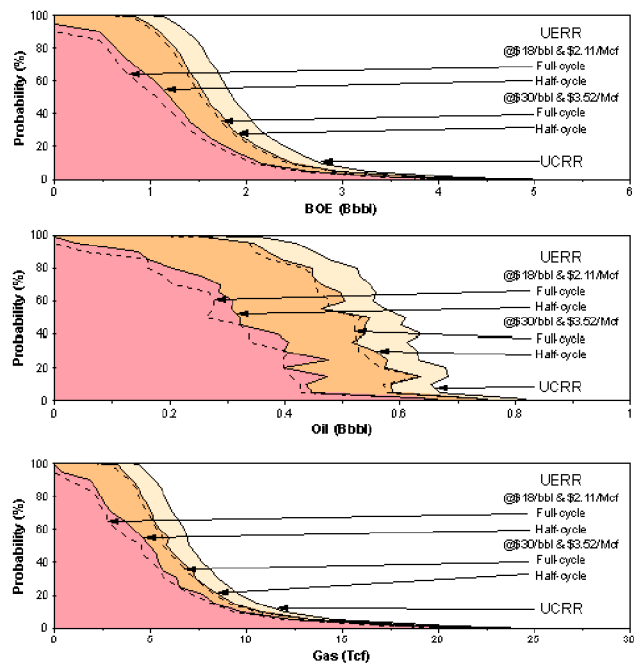 100
80
60
40
20
0
Probability (%)
UERR
@$18/bbl & $2.11/Mcf
Full-cycle
Half-cycle
@$30/bbl & $3.52/Mcf
Full-cycle
Half-cycle
UCRR
0 1 2 3 4 5 6
BOE (Bbbl)
100
80
60
40
20
0
Probability (%)
UERR
@$18/bbl & $2.11/Mcf
Full-cycle
Half-cycle
@$30/bbl & $3.52/Mcf
Full-cycle
Half-cycle
UCRR
0 0.2 0.4 0.6 0.8 1
Oil (Bbbl)
100
80
60
40
20
0
Probability (%)
UERR
@$18/bbl & $2.11/Mcf
Full-cycle
Half-cycle
@$30/bbl & $3.52/Mcf
Full-cycle
Half-cycle
UCRR
0 5 10 15 20 25 30
Gas (Tcf)